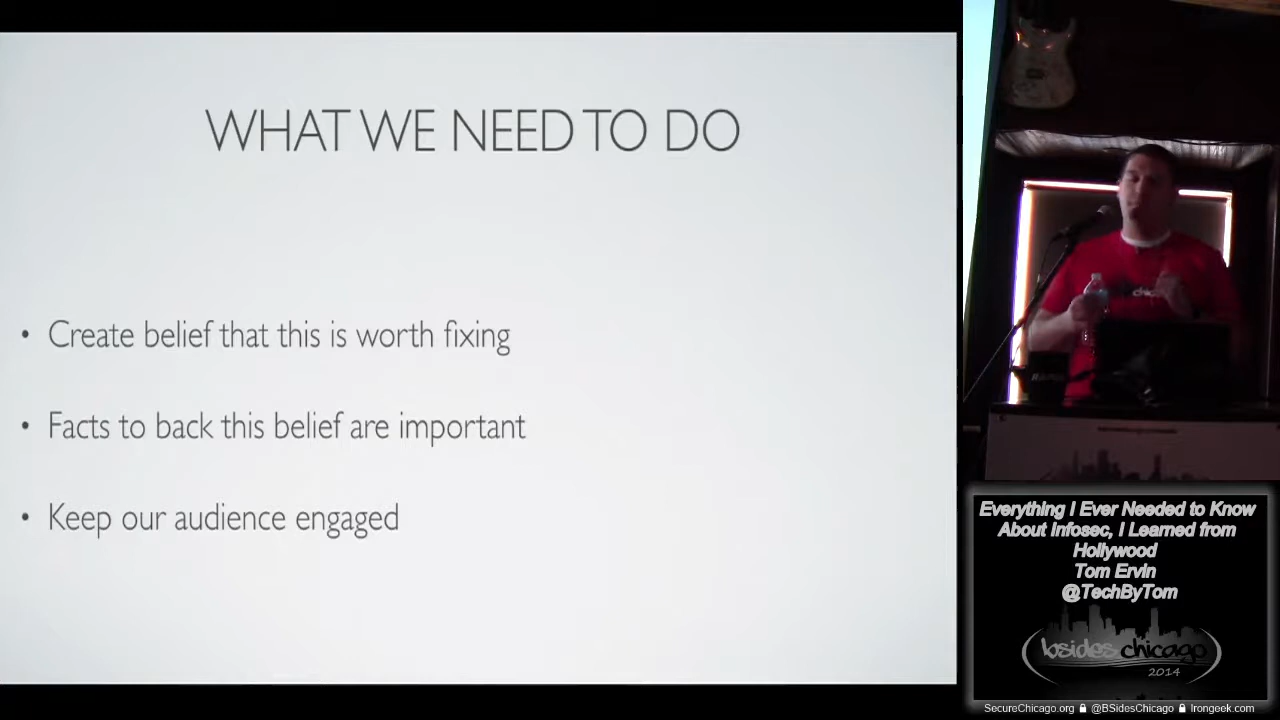 WHAT WE NEED TO DO
• Create belief that this is worth fixing
• Facts to back this belief are important
• Keep our audience engaged
Everything I Ever Needed to Know
About Infosec, I Learned from
Hollywood
Tom Ervin
@TechByTom
bsides chicago
2014
SecureChicago.org @BSidesChicago Irongeek.com